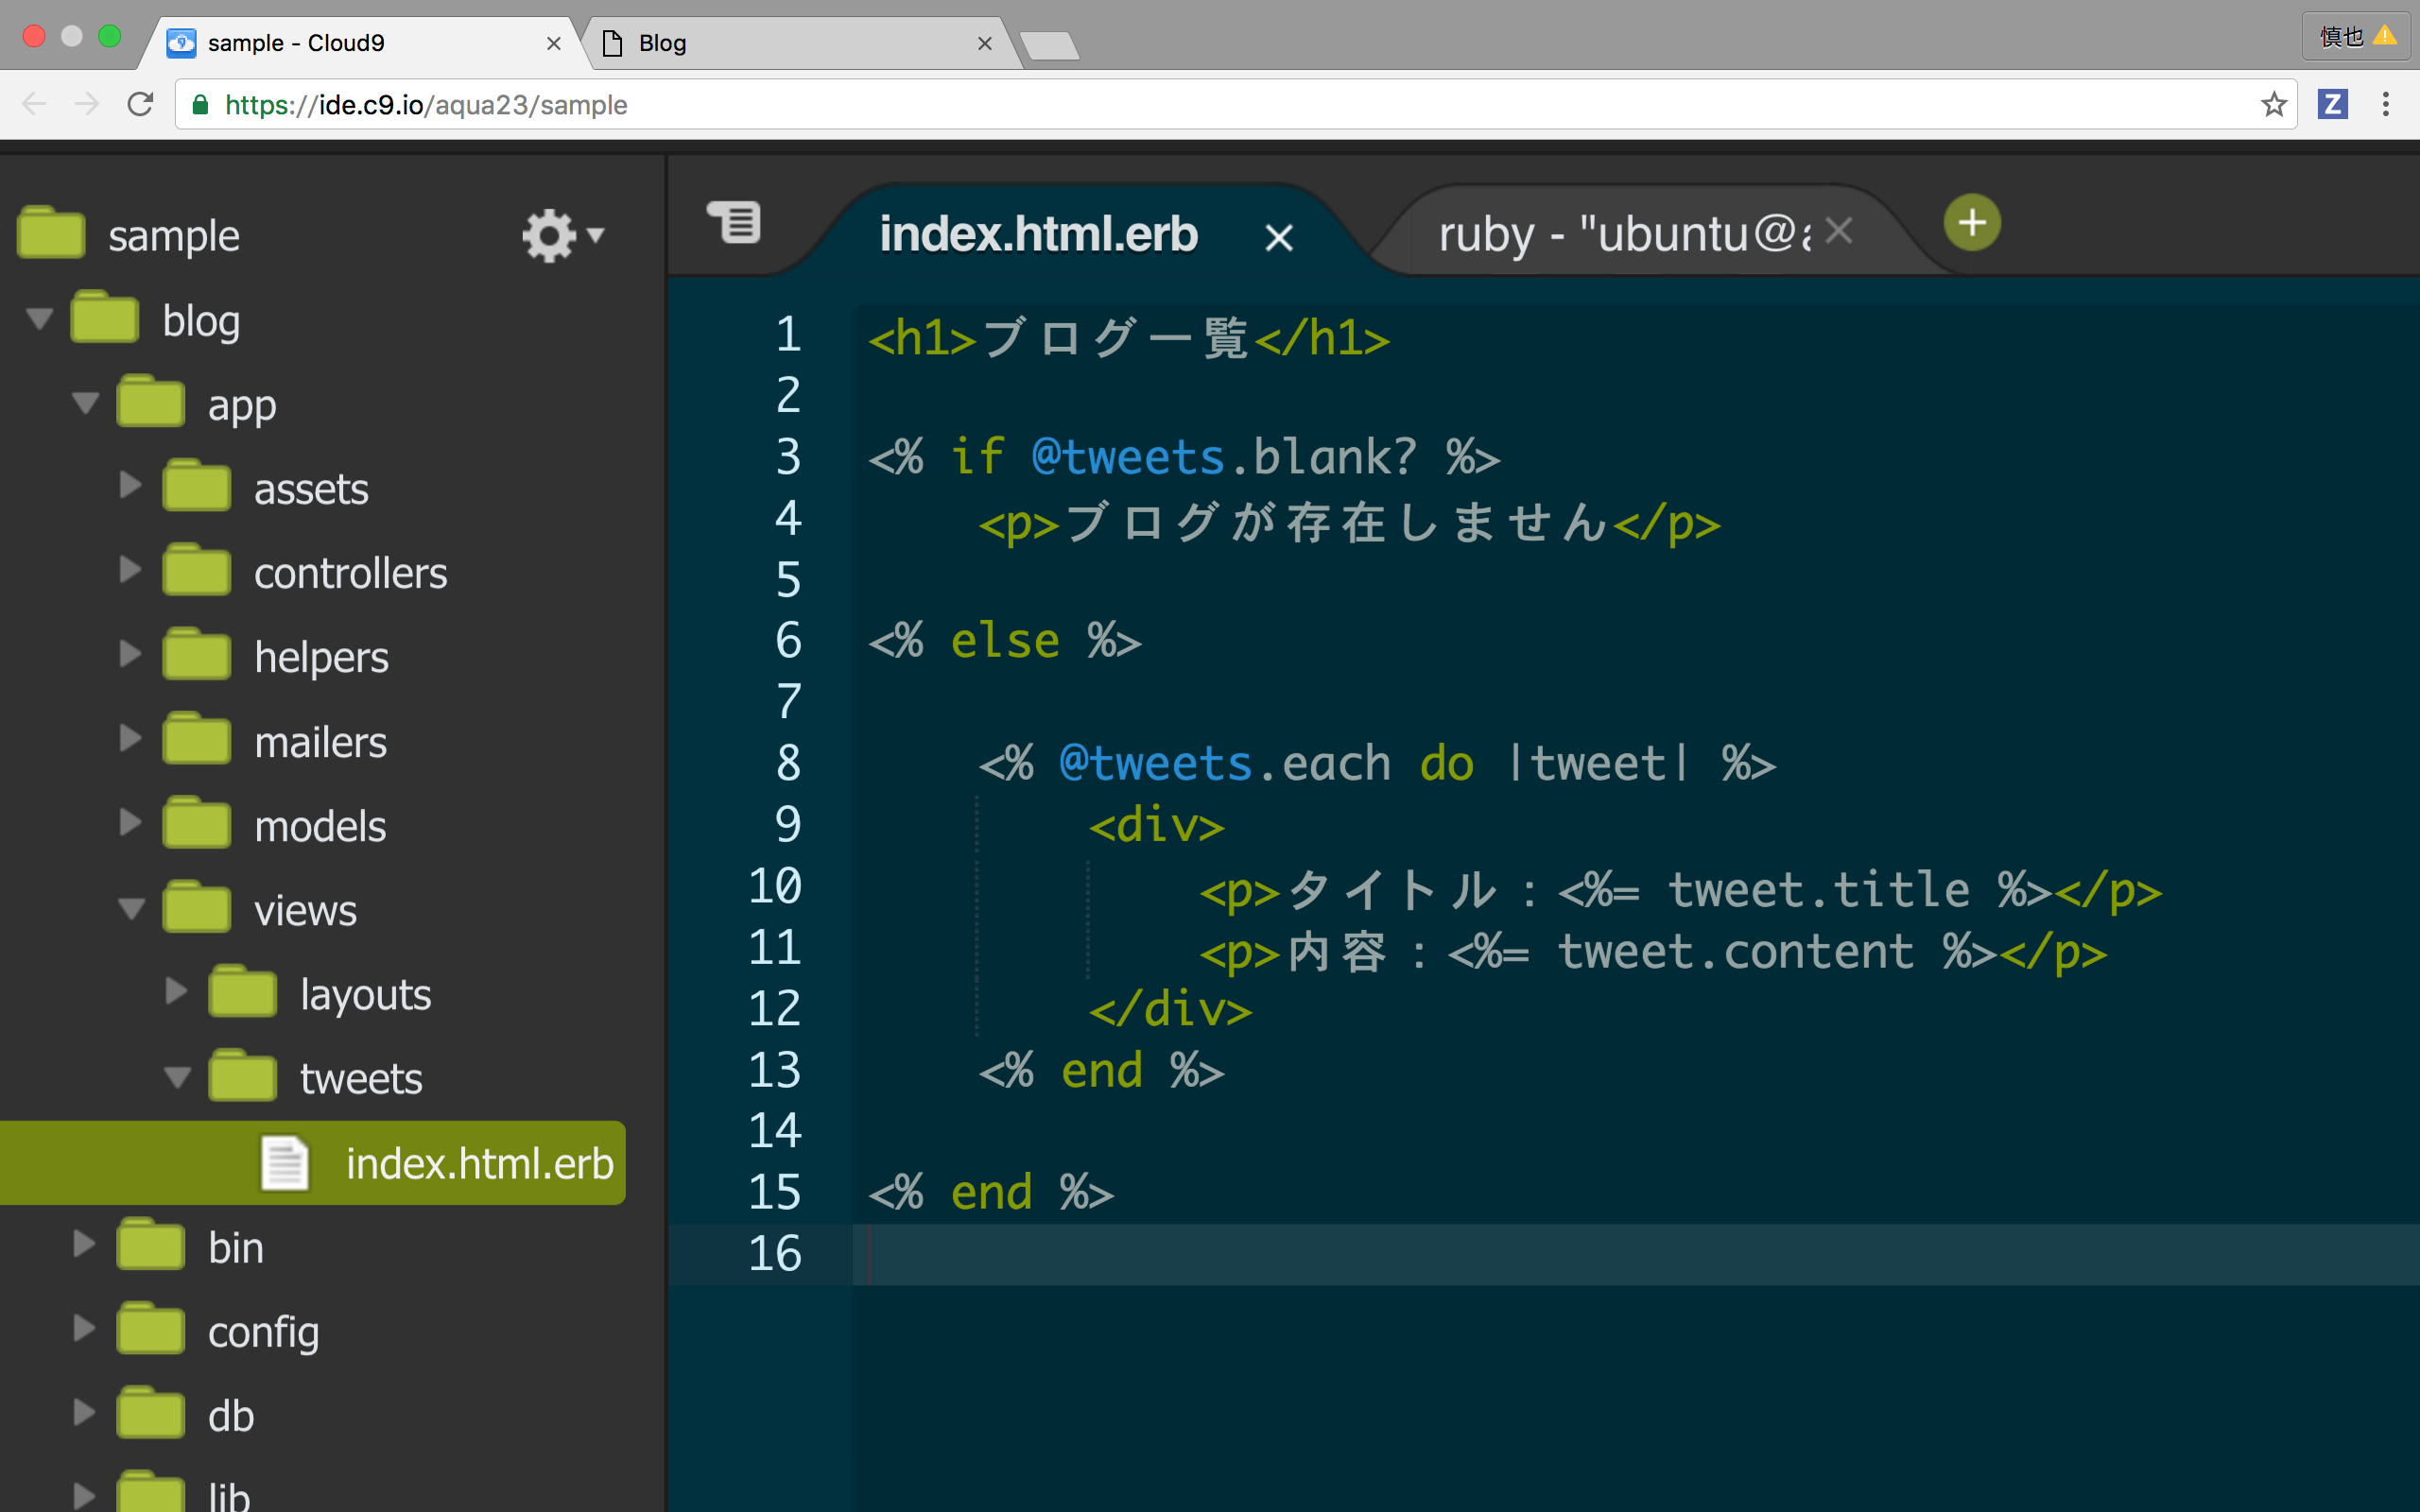 sample - Cloud9
Blog
慎也
https://ide.c9.io/aqua23/sample
Z
sample
blog
app
assets
controllers
helpers
mailers
models
views
layouts
tweets
index.html.erb
bin
config
db
lib
index.html.erb
ruby - "ubuntu@
1 <h1>ブログ一覧</h1>
2
3 <% if @tweets.blank? %>
4 <p>ブログが存在しません</p>
5
6 <% else %>
7
8 <% @tweets.each do |tweet| %>
9 <div>
10 <p>タイトル：<%= tweet.title %></p>
11 <p>内容：<%= tweet.content %></p>
12 </div>
13 <% end %>
14
15 <% end %>
16